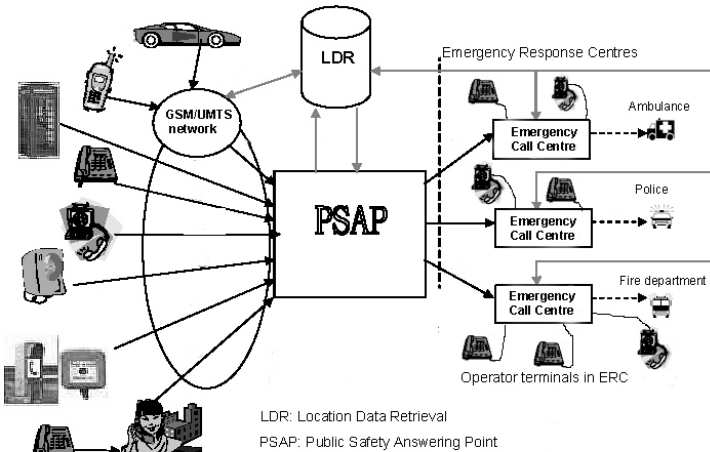 LDR
Emergency Response Centres
GSM/UMTS
network
Ambulance
Emergency
Call Centre
PSAP
Police
Emergency
Call Centre
Fire department
Emergency
Call Centre
Operator terminals in ERC
LDR: Location Data Retrieval
PSAP: Public Safety Answering Point